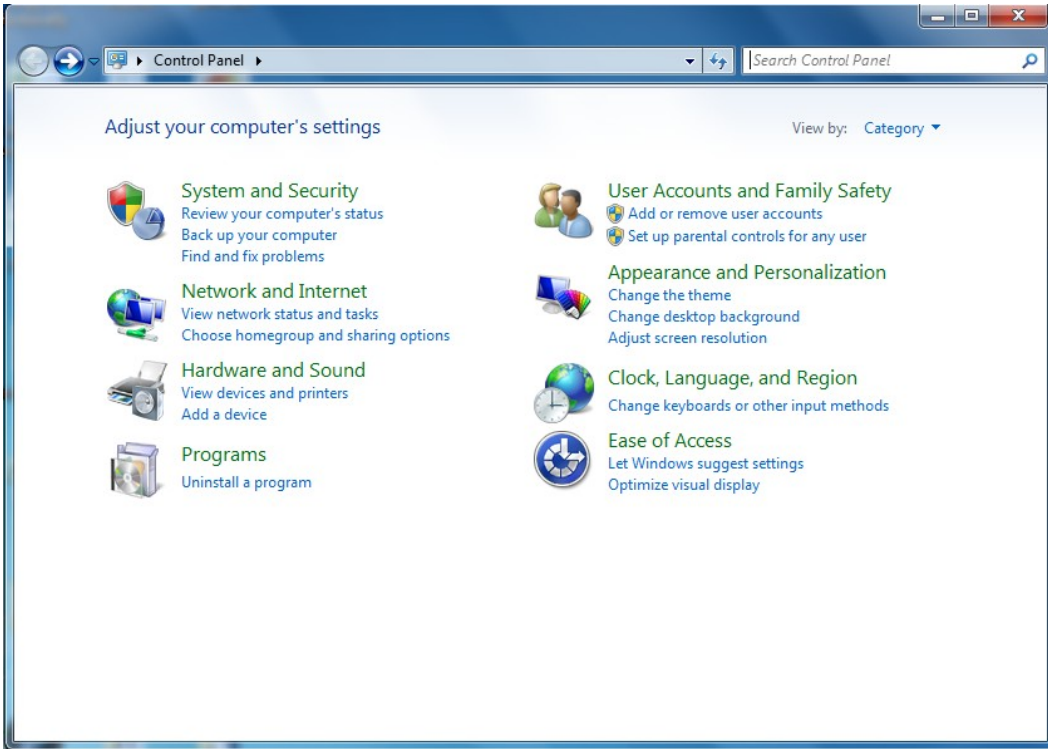 Control Panel
Search Control Panel
Adjust your computer's settings
View by: Category
System and Security
Review your computer's status
Back up your computer
Find and fix problems
Network and Internet
View network status and tasks
Choose homegroup and sharing options
Hardware and Sound
View devices and printers
Add a device
Programs
Uninstall a program
User Accounts and Family Safety
Add or remove user accounts
Set up parental controls for any user
Appearance and Personalization
Change the theme
Change desktop background
Adjust screen resolution
Clock, Language, and Region
Change keyboards or other input methods
Ease of Access
Let Windows suggest settings
Optimize visual display